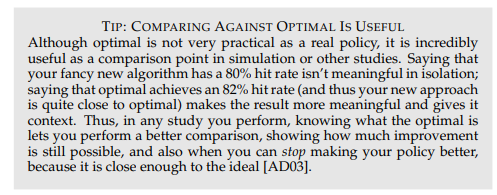 TIP: COMPARING AGAINST OPTIMAL IS USEFUL
Although optimal is not very practical as a real policy, it is incredibly
useful as a comparison point in simulation or other studies. Saying that
your fancy new algorithm has a 80% hit rate isn't meaningful in isolation;
saying that optimal achieves an 82% hit rate (and thus your new approach
is quite close to optimal) makes the result more meaningful and gives it
context. Thus, in any study you perform, knowing what the optimal is
lets you perform a better comparison, showing how much improvement
is still possible, and also when you can stop making your policy better,
because it is close enough to the ideal [AD03].